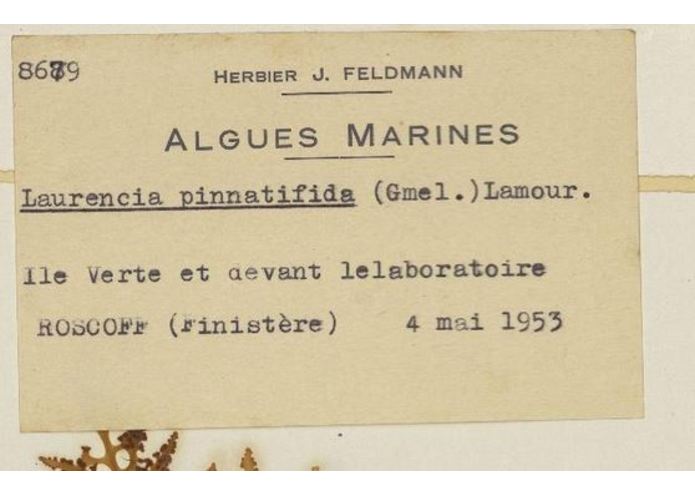 HERBIER J. FELDMANN
ALGUES MARINES
Laurencia pinnatifida (Gmel.)Lamour.
Ile Verte et devant lelaboratoire
ROSCOFF (Finistère) 4 mai 1953